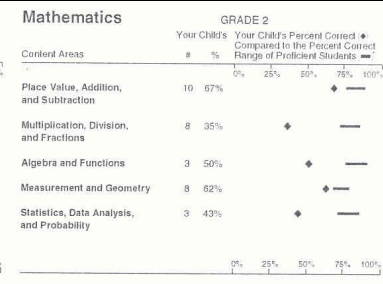 Mathematics
GRADE 2
Your Child's Your Child's Percent Correct
Compared to the Percent Correct
Content Areas # % Range of Proficient Students
0% 25% 50% 75% 100%
Place Value, Addition, 10 67%
and Subtraction
Multiplication, Division, 8 35%
and Fractions
Algebra and Functions 3 50%
Measurement and Geometry 8 62%
Statistics, Data Analysis, 3 43%
and Probability
0% 25% 50% 75% 100%